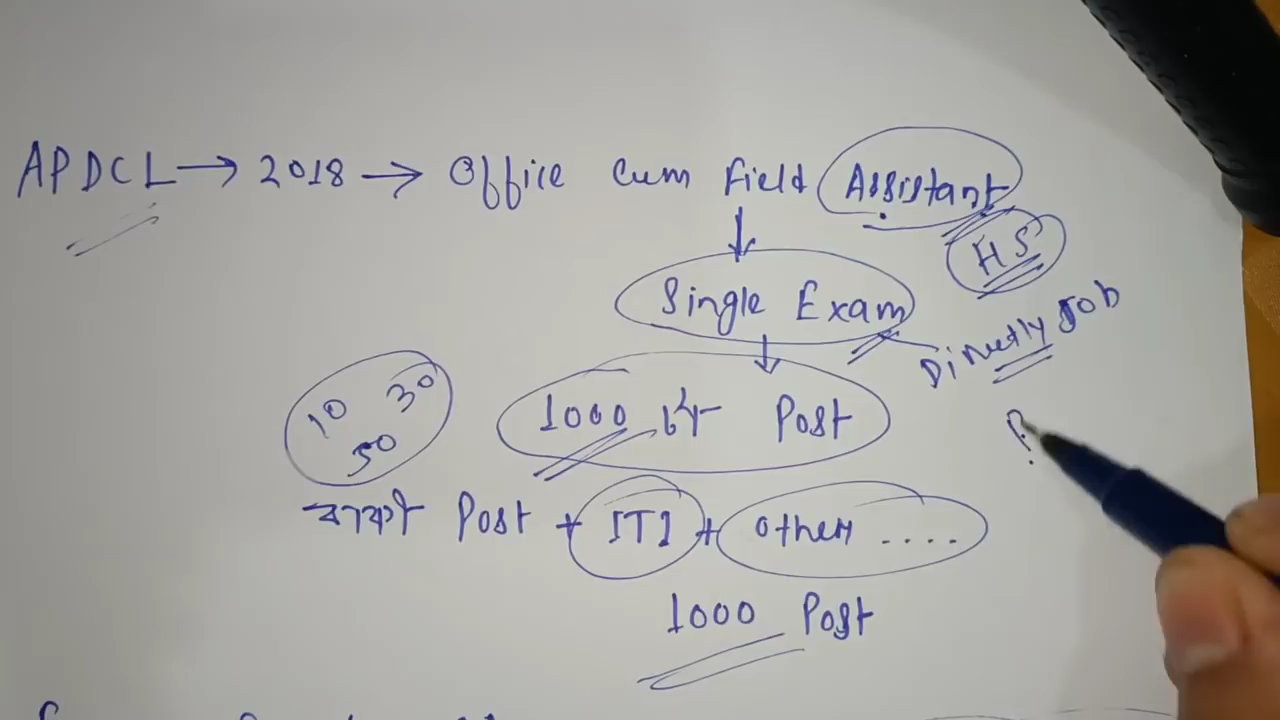 APDCL → 2018 → Office Cum Field Assistant
HS
Single Exam
Directly Job
?
10 30
50
1000 Post
বাকী Post + ITI + other ....
1000 Post